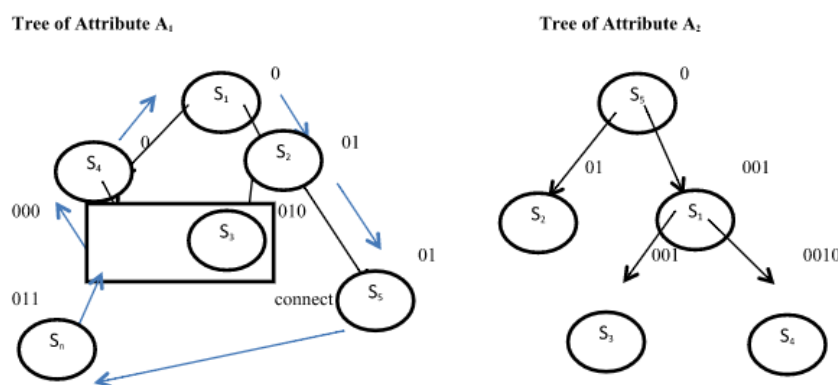 Tree of Attribute A₁ Tree of Attribute A₂
S₁ 0
0 S₂ 01
S₄
000 S₃ 010
01
011 connect S₅
Sₙ
S₅ 0
01 001
S₂ S₁
001 0010
S₃ S₄